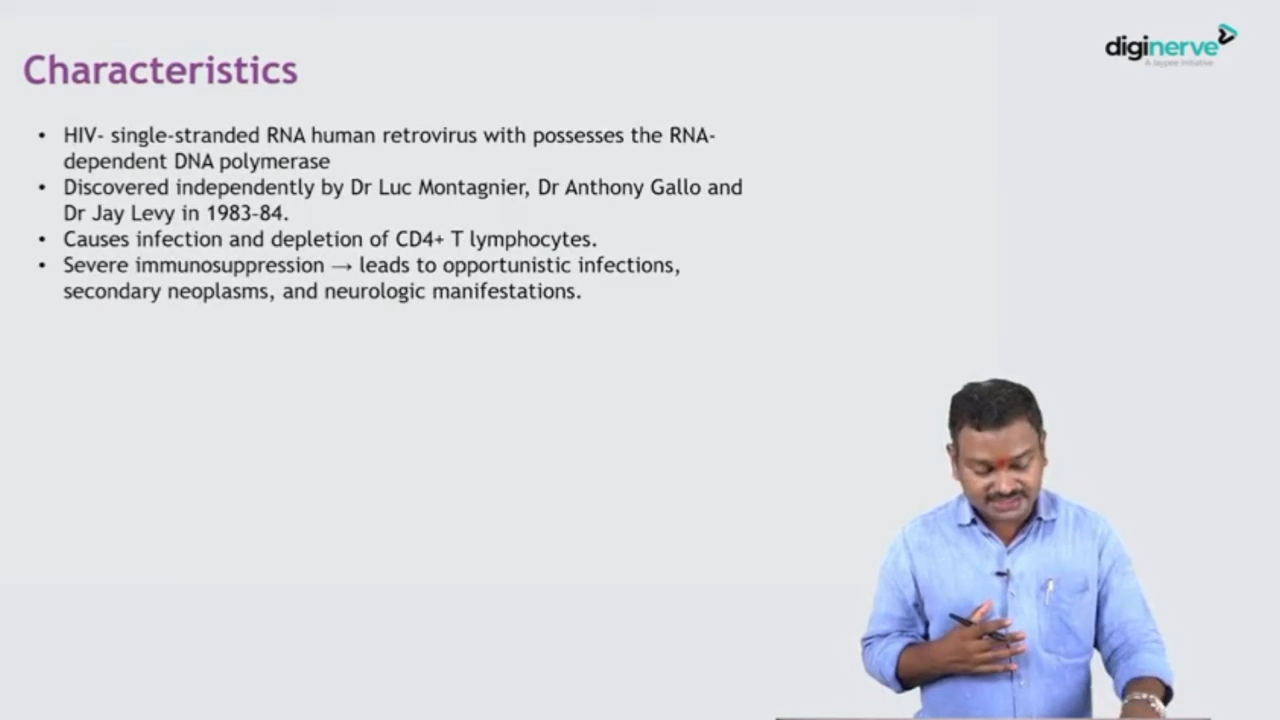 diginerve
A Jaypee Initiative
Characteristics
• HIV- single-stranded RNA human retrovirus with possesses the RNA-
dependent DNA polymerase
• Discovered independently by Dr Luc Montagnier, Dr Anthony Gallo and
Dr Jay Levy in 1983-84.
• Causes infection and depletion of CD4+ T lymphocytes.
• Severe immunosuppression → leads to opportunistic infections,
secondary neoplasms, and neurologic manifestations.